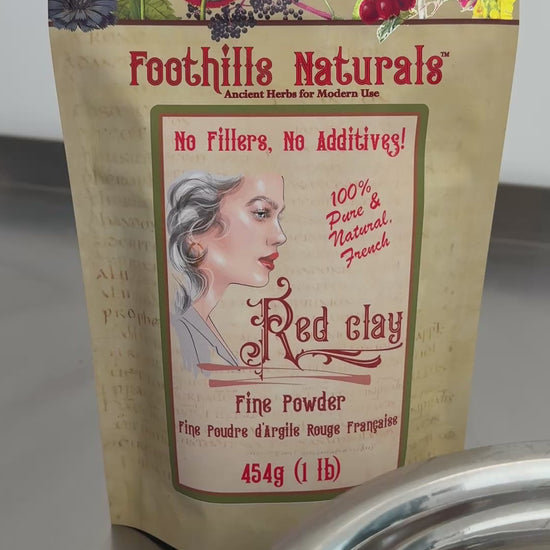 Foothills Naturals™
Ancient Herbs for Modern Use
No Fillers, No Additives!
100%
Pure &
Natural,
French
Red clay
Fine Powder
Fine Poudre d'Argile Rouge Française
454g (1 lb)